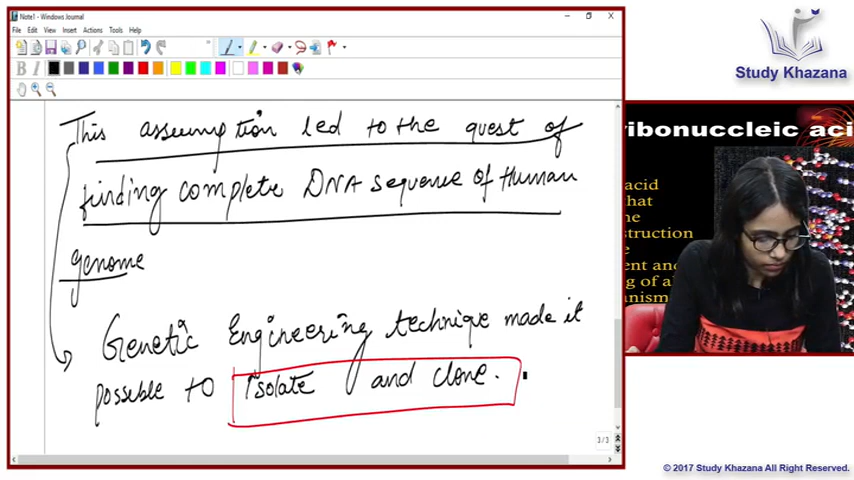 Note1 - Windows Journal
File Edit View Insert Actions Tools Help
B I
Study Khazana
This assumption led to the quest of
finding complete DNA sequence of Human
genome
Genetic Engineering technique made it
possible to isolate and clone.
3/3
ribonuccleic aci
acid
hat
ne
struction
e
ent and
g of a
anism
© 2017 Study Khazana All Right Reserved.